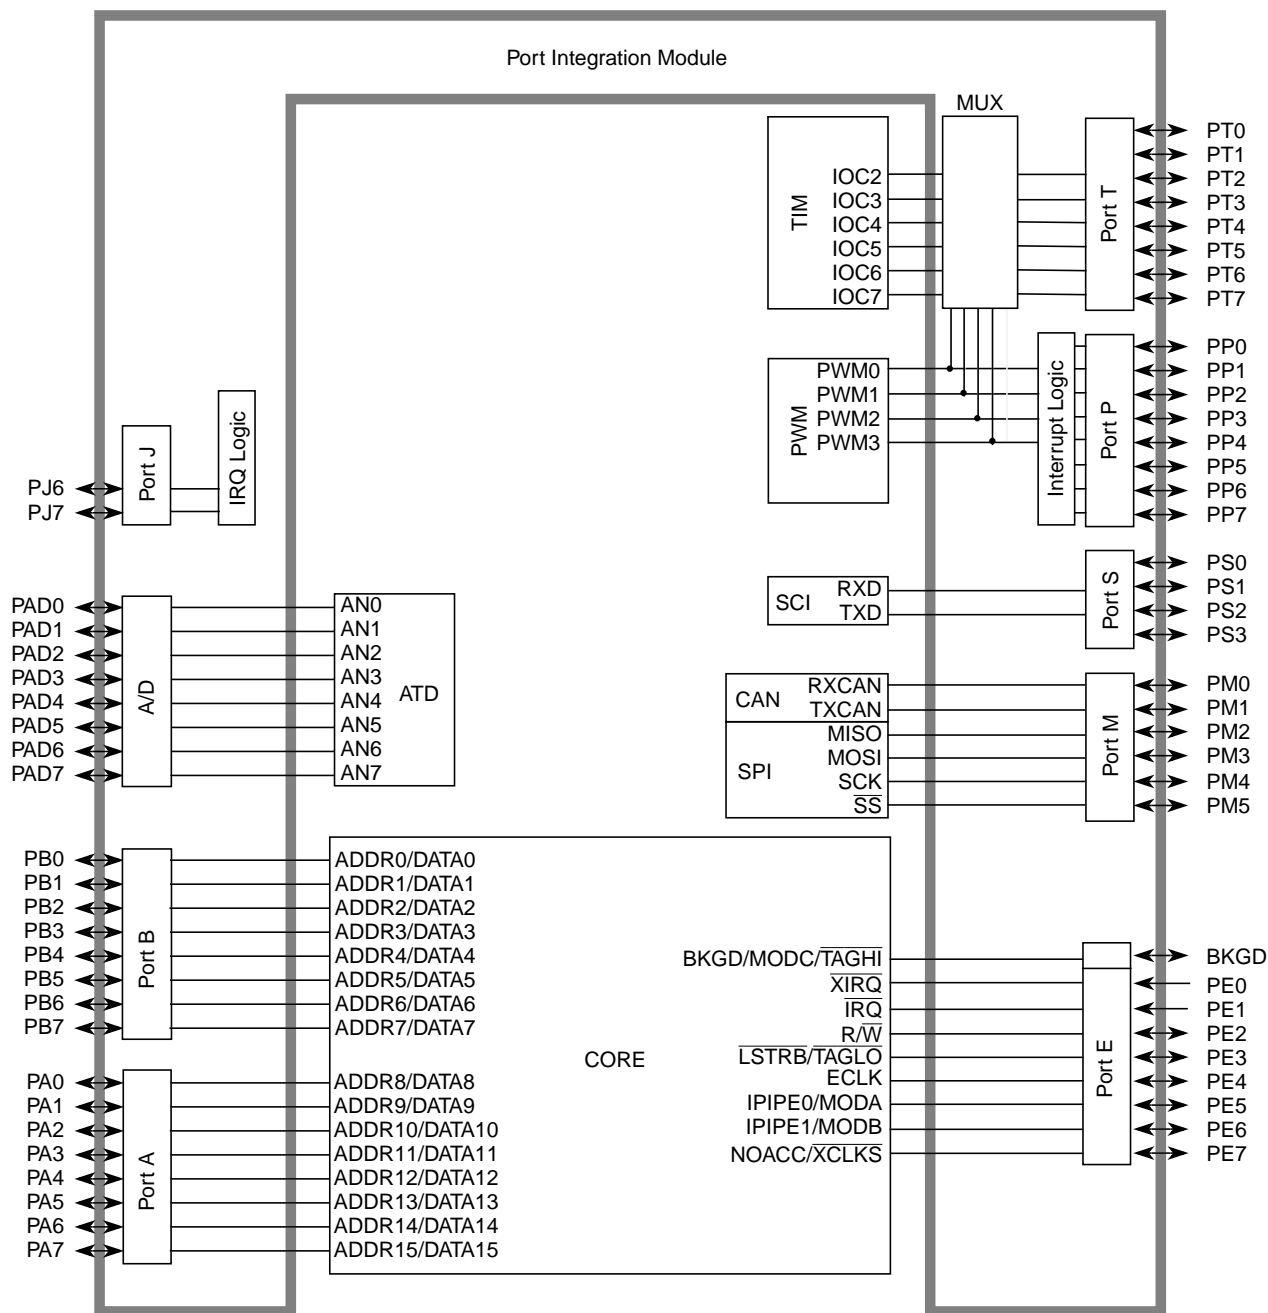 Port Integration Module
MUX
TIM
IOC2
IOC3
IOC4
IOC5
IOC6
IOC7
Port T
PT0
PT1
PT2
PT3
PT4
PT5
PT6
PT7
PWM
PWM0
PWM1
PWM2
PWM3
Interrupt Logic
Port P
PP0
PP1
PP2
PP3
PP4
PP5
PP6
PP7
PJ6
PJ7
Port J
IRQ Logic
SCI
RXD
TXD
Port S
PS0
PS1
PS2
PS3
PAD0
PAD1
PAD2
PAD3
PAD4
PAD5
PAD6
PAD7
A/D
AN0
AN1
AN2
AN3
AN4
AN5
AN6
AN7
ATD
CAN
RXCAN
TXCAN
SPI
MISO
MOSI
SCK
SS
Port M
PM0
PM1
PM2
PM3
PM4
PM5
PB0
PB1
PB2
PB3
PB4
PB5
PB6
PB7
Port B
ADDR0/DATA0
ADDR1/DATA1
ADDR2/DATA2
ADDR3/DATA3
ADDR4/DATA4
ADDR5/DATA5
ADDR6/DATA6
ADDR7/DATA7
PA0
PA1
PA2
PA3
PA4
PA5
PA6
PA7
Port A
ADDR8/DATA8
ADDR9/DATA9
ADDR10/DATA10
ADDR11/DATA11
ADDR12/DATA12
ADDR13/DATA13
ADDR14/DATA14
ADDR15/DATA15
CORE
BKGD/MODC/TAGHI
XIRQ
IRQ
R/W
LSTRB/TAGLO
ECLK
IPIPE0/MODA
IPIPE1/MODB
NOACC/XCLKS
Port E
BKGD
PE0
PE1
PE2
PE3
PE4
PE5
PE6
PE7